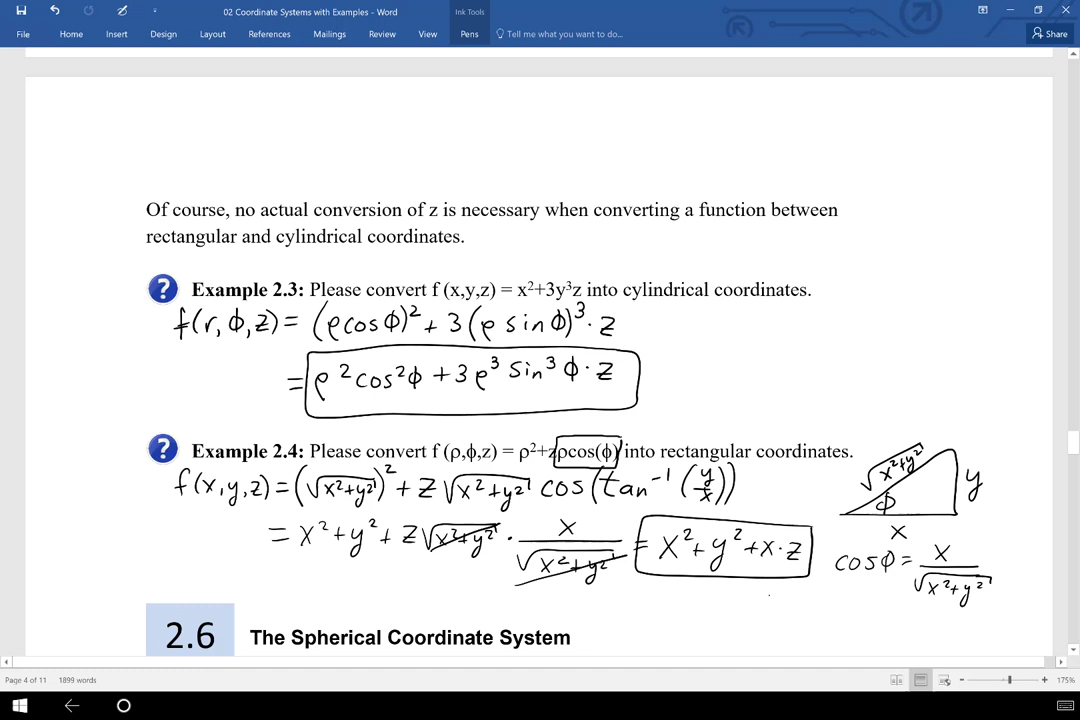 02 Coordinate Systems with Examples - Word
Ink Tools
File Home Insert Design Layout References Mailings Review View Pens Tell me what you want to do... Share
Of course, no actual conversion of z is necessary when converting a function between
rectangular and cylindrical coordinates.
? Example 2.3: Please convert f (x,y,z) = x²+3y³z into cylindrical coordinates.
f(r, ϕ, z) = (ρcosϕ)² + 3(ρ sinϕ)³·z
= ρ²cos²ϕ + 3ρ³ sin³ϕ·z
? Example 2.4: Please convert f (ρ,ϕ,z) = ρ²+zρcos(ϕ) into rectangular coordinates.
f(x,y,z) = (√x²+y²)² + z√x²+y² cos(tan⁻¹(y/x))
= x²+y²+z√x²+y² · x/√x²+y² = x²+y²+x·z
√x²+y²
y
ϕ
x
cosϕ = x/√x²+y²
2.6 The Spherical Coordinate System
Page 4 of 11 1899 words 175%